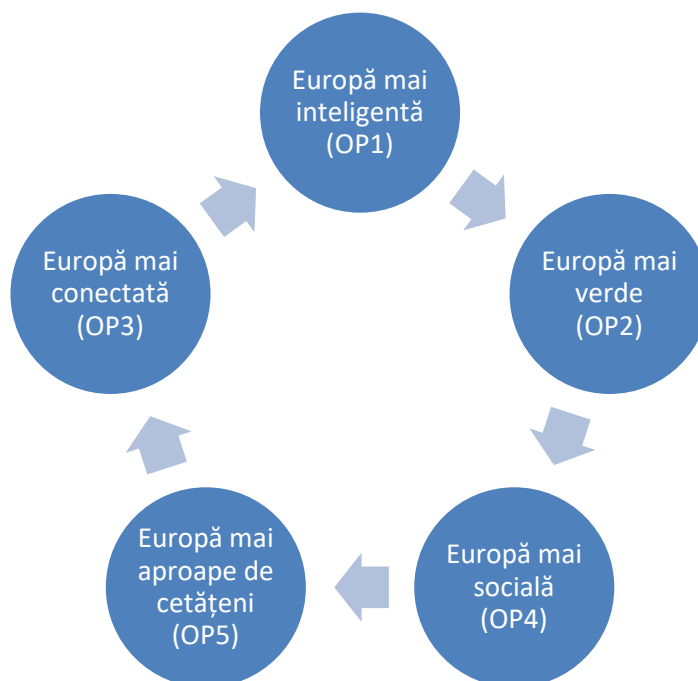 Europă mai
inteligentă
(OP1)
Europă mai
verde
(OP2)
Europă mai
socială
(OP4)
Europă mai
aproape de
cetățeni
(OP5)
Europă mai
conectată
(OP3)